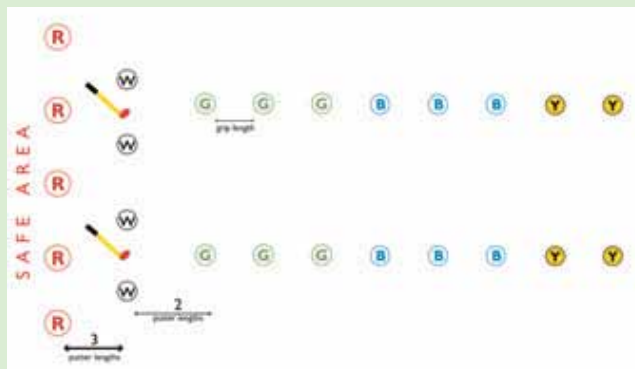 R
W
R G G G B B B Y Y
grip length
W
R
W
R G G G B B B Y Y
W
2
putter lengths
R
3
putter lengths
SAFE AREA